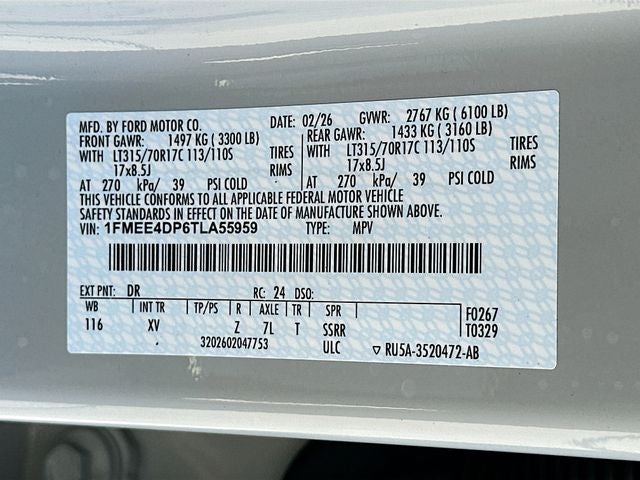 MFD. BY FORD MOTOR CO. DATE: 02/26 GVWR: 2767 KG ( 6100 LB)
FRONT GAWR: 1497 KG ( 3300 LB) REAR GAWR: 1433 KG ( 3160 LB)
WITH LT315/70R17C 113/110S TIRES WITH LT315/70R17C 113/110S TIRES
17x8.5J RIMS 17x8.5J RIMS
AT 270 kPa/ 39 PSI COLD AT 270 kPa/ 39 PSI COLD
THIS VEHICLE CONFORMS TO ALL APPLICABLE FEDERAL MOTOR VEHICLE
SAFETY STANDARDS IN EFFECT ON THE DATE OF MANUFACTURE SHOWN ABOVE.
VIN: 1FMEE4DP6TLA55959 TYPE: MPV
EXT PNT: DR RC: 24 DSO:
WB INT TR TP/PS R AXLE TR SPR F0267
116 XV Z 7L T SSRR T0329
3202602047753 ULC ▽ RU5A-3520472-AB